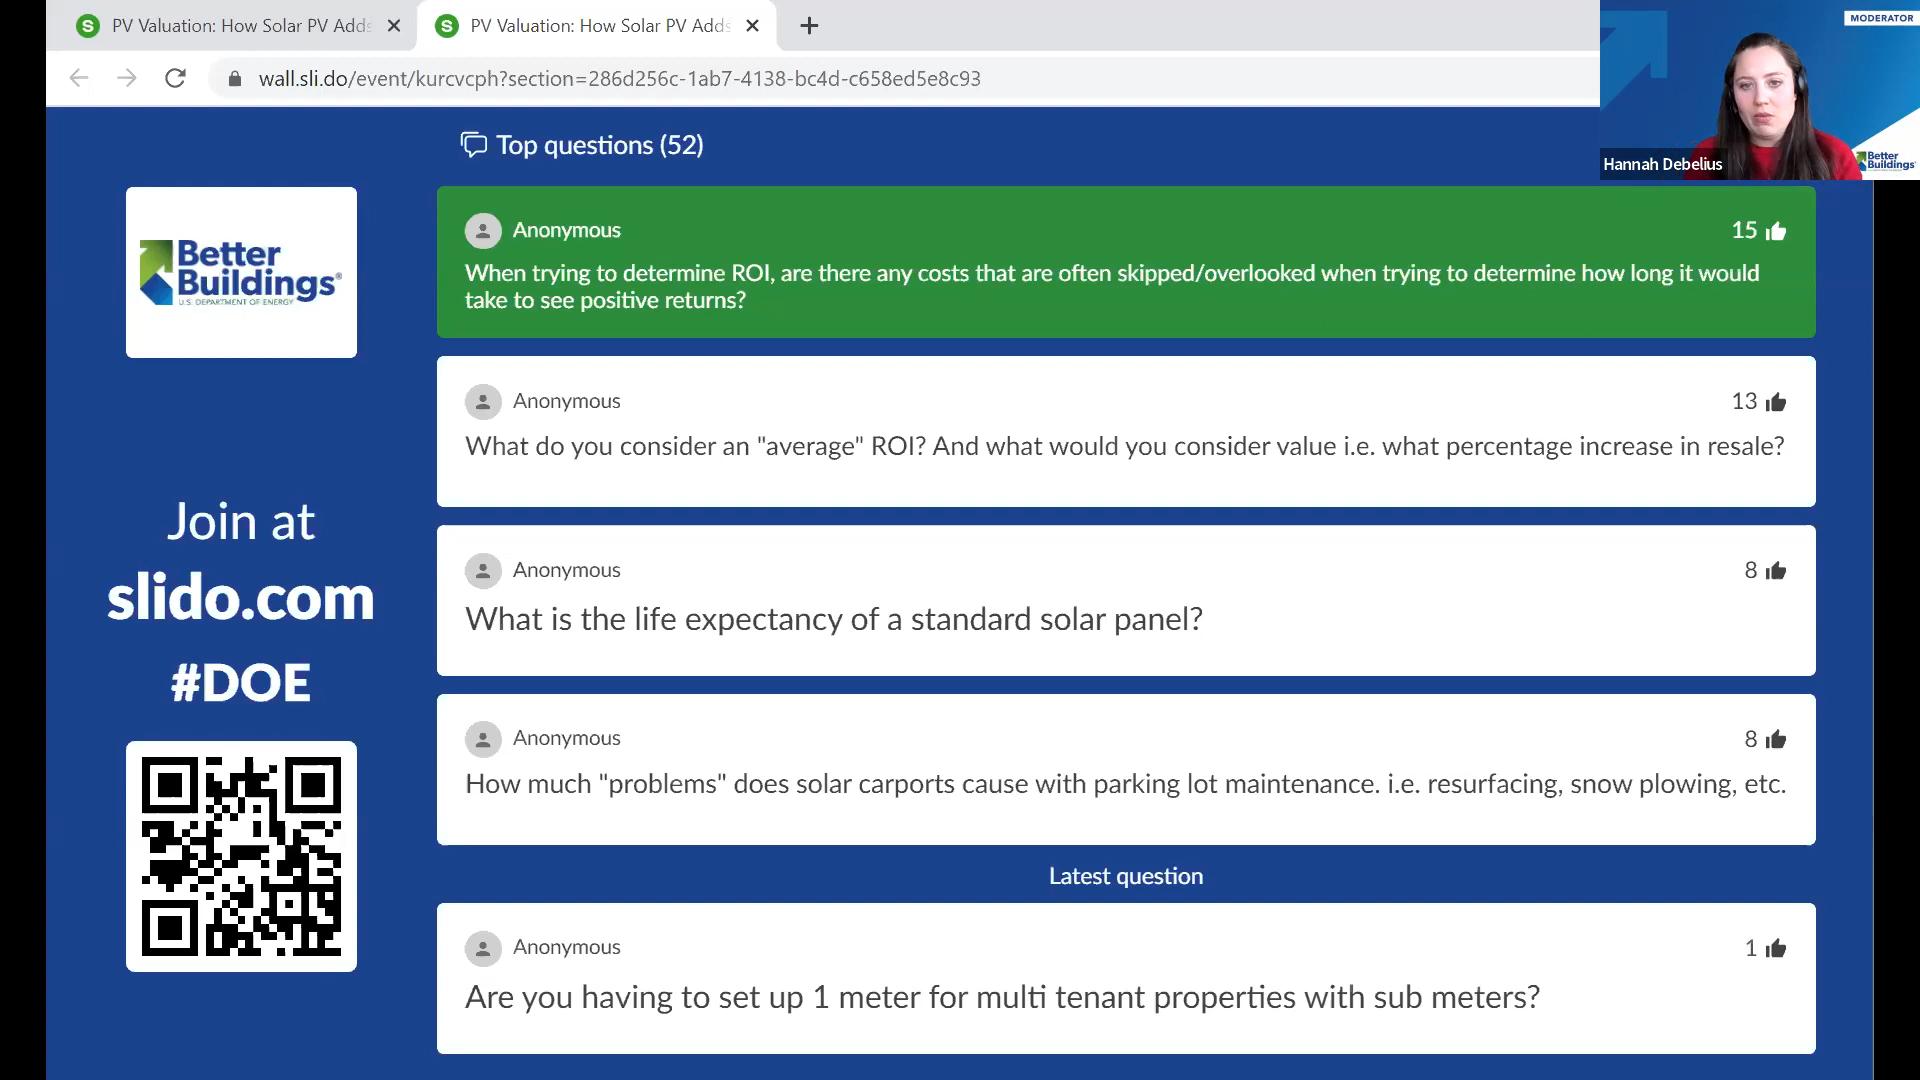 PV Valuation: How Solar PV Adds
PV Valuation: How Solar PV Adds
wall.sli.do/event/kurcvcph?section=286d256c-1ab7-4138-bc4d-c658ed5e8c93
MODERATOR
Hannah Debelius
Better
Buildings®
Top questions (52)
Better
Buildings®
U.S. DEPARTMENT OF ENERGY
Join at
slido.com
#DOE
Anonymous
15
When trying to determine ROI, are there any costs that are often skipped/overlooked when trying to determine how long it would
take to see positive returns?
Anonymous
13
What do you consider an "average" ROI? And what would you consider value i.e. what percentage increase in resale?
Anonymous
8
What is the life expectancy of a standard solar panel?
Anonymous
8
How much "problems" does solar carports cause with parking lot maintenance. i.e. resurfacing, snow plowing, etc.
Latest question
Anonymous
1
Are you having to set up 1 meter for multi tenant properties with sub meters?